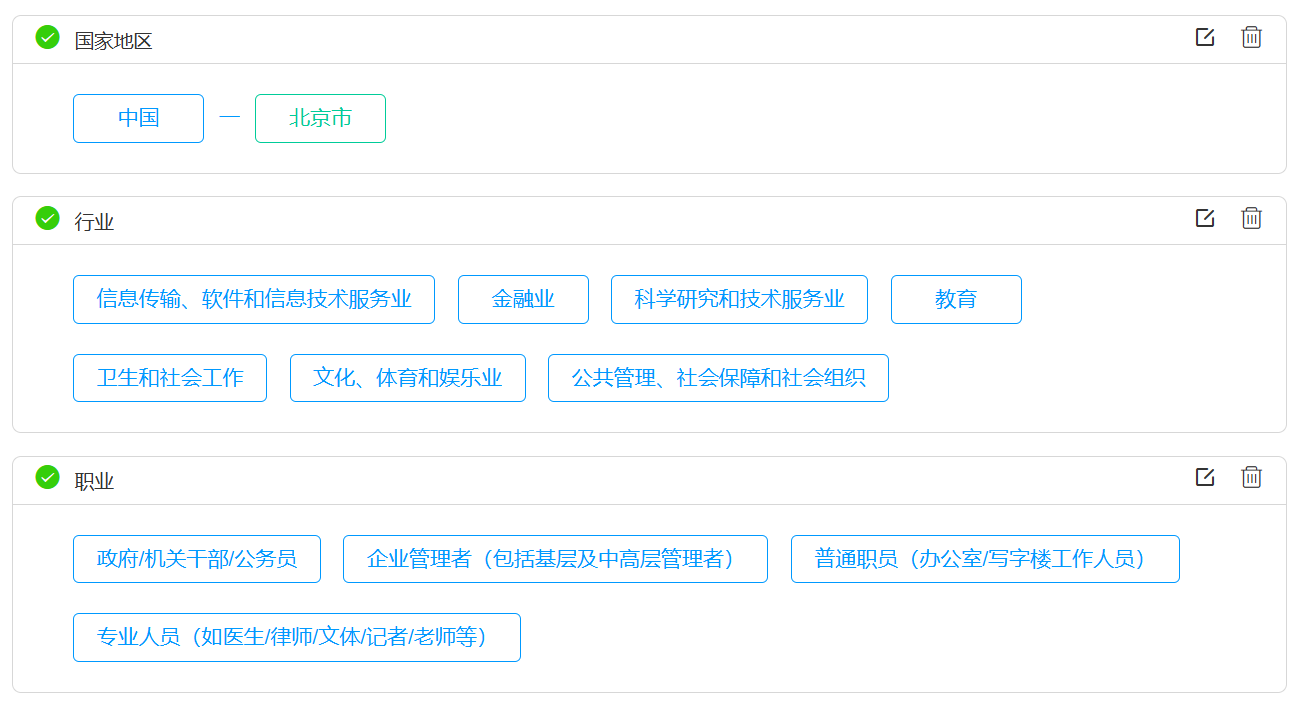 国家地区
中国 — 北京市
行业
信息传输、软件和信息技术服务业 金融业 科学研究和技术服务业 教育
卫生和社会工作 文化、体育和娱乐业 公共管理、社会保障和社会组织
职业
政府/机关干部/公务员 企业管理者（包括基层及中高层管理者） 普通职员（办公室/写字楼工作人员）
专业人员（如医生/律师/文体/记者/老师等）